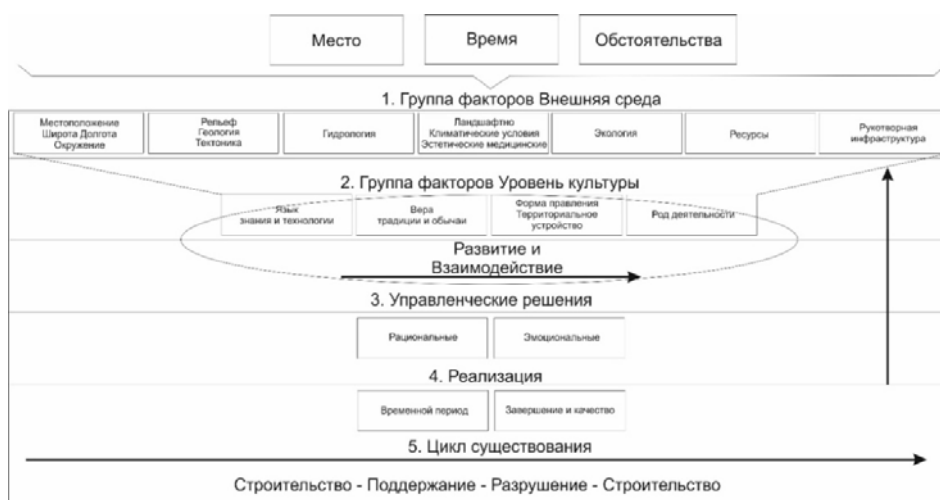 Место
Время
Обстоятельства
1. Группа факторов Внешняя среда
Местоположение
Широта Долгота
Окружение
Рельеф
Геология
Тектоника
Гидрология
Ландшафтно
Климатические условия
Эстетические медицинские
Экология
Ресурсы
Рукотворная
инфраструктура
2. Группа факторов Уровень культуры
Язык
знания и технологии
Вера
традиции и обычаи
Форма правления
Территориальное
устройство
Род деятельности
Развитие и
Взаимодействие
3. Управленческие решения
Рациональные
Эмоциональные
4. Реализация
Временной период
Завершение и качество
5. Цикл существования
Строительство - Поддержание - Разрушение - Строительство